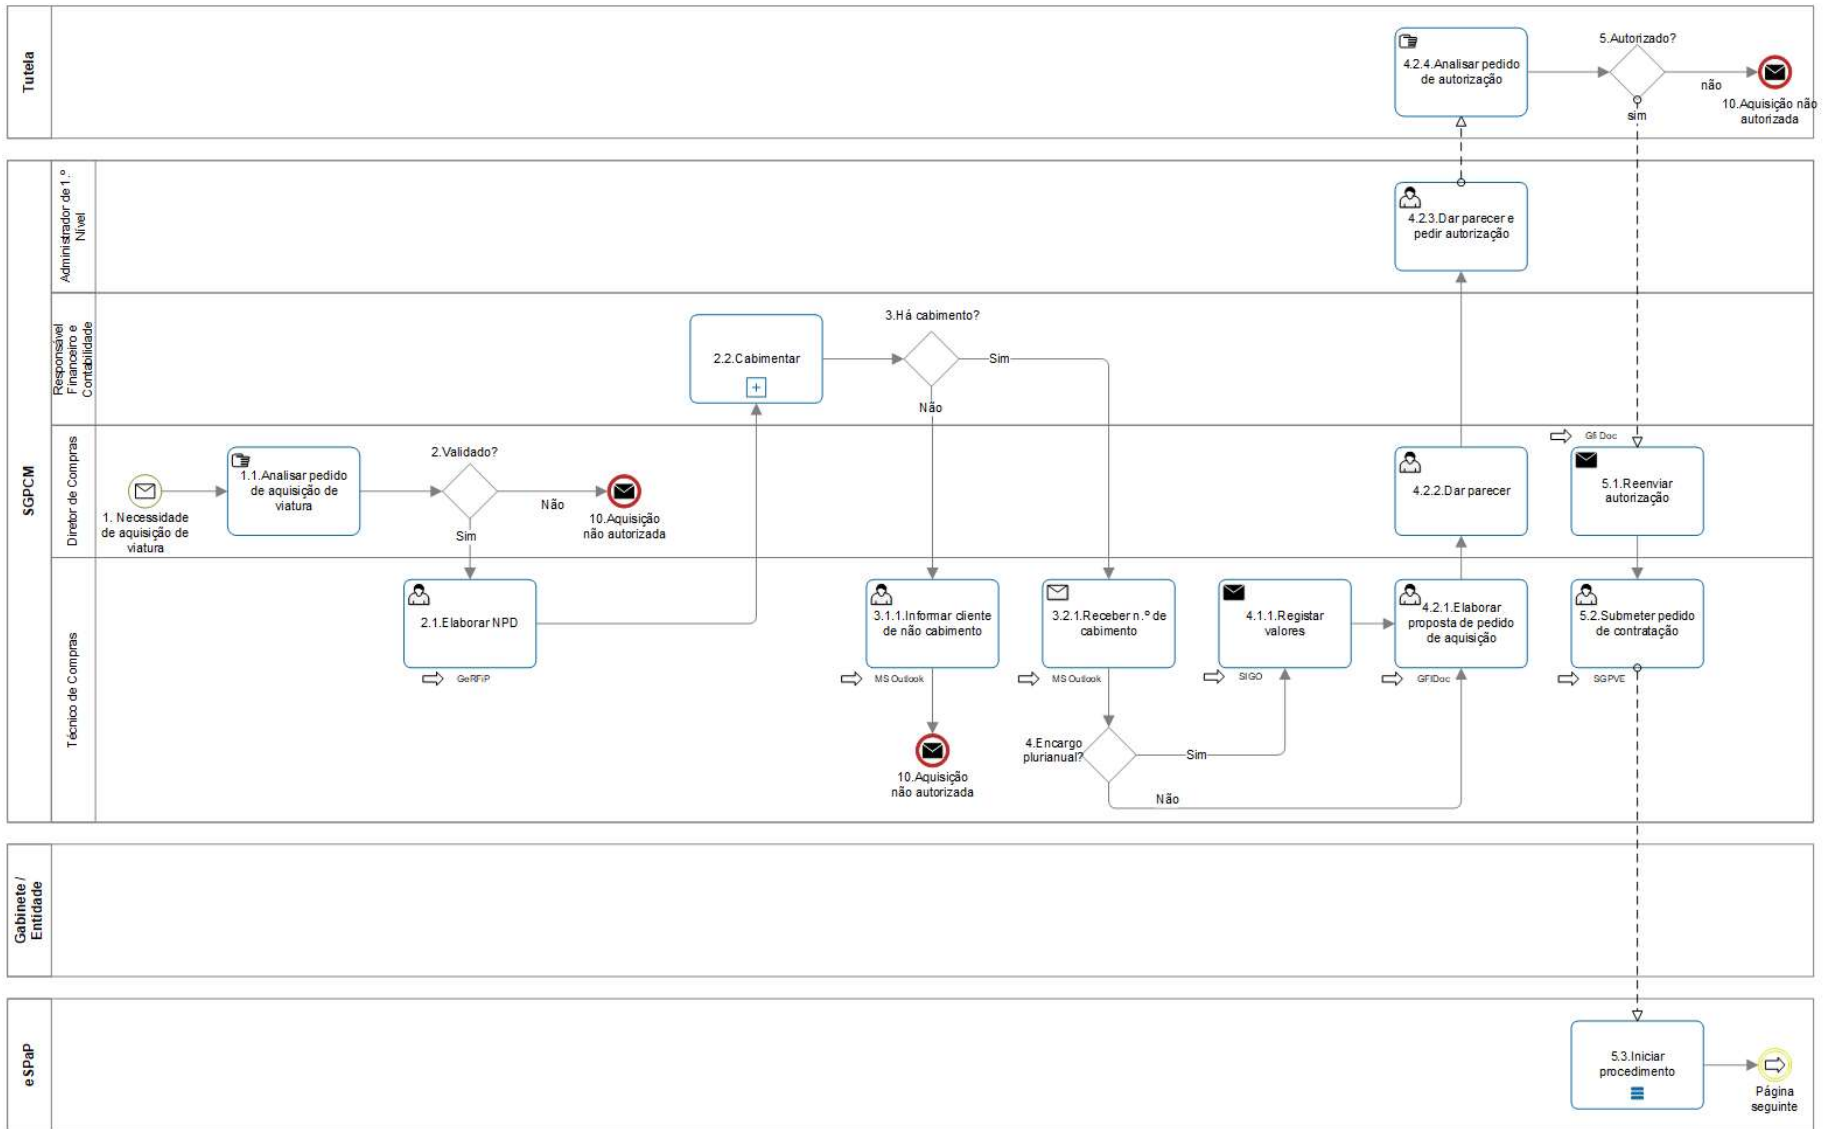 Tutela
4.2.4.Analisar pedido
de autorização
5.Autorizado?
não
sim
10.Aquisição não
autorizada
SGPCM
Administrador de 1.º
Nível
4.2.3.Dar parecer e
pedir autorização
Responsável
Financeiro e
Contabilidade
2.2.Cabimentar
3.Há cabimento?
Sim
Não
Diretor de Compras
1. Necessidade
de aquisição de
viatura
1.1.Analisar pedido
de aquisição de
viatura
2.Validado?
Não
Sim
10.Aquisição
não autorizada
4.2.2.Dar parecer
Gfi Doc
5.1.Reenviar
autorização
Técnico de Compras
2.1.Elaborar NPD
GeRFiP
3.1.1.Informar cliente
de não cabimento
MS Outlook
10.Aquisição
não autorizada
3.2.1.Receber n.º de
cabimento
MS Outlook
4.Encargo
plurianual?
Sim
Não
4.1.1.Registar
valores
SIGO
4.2.1.Elaborar
proposta de pedido
de aquisição
GFIDoc
5.2.Submeter pedido
de contratação
SGPVE
Gabinete /
Entidade
eSPaP
5.3.Iniciar
procedimento
Página
seguinte